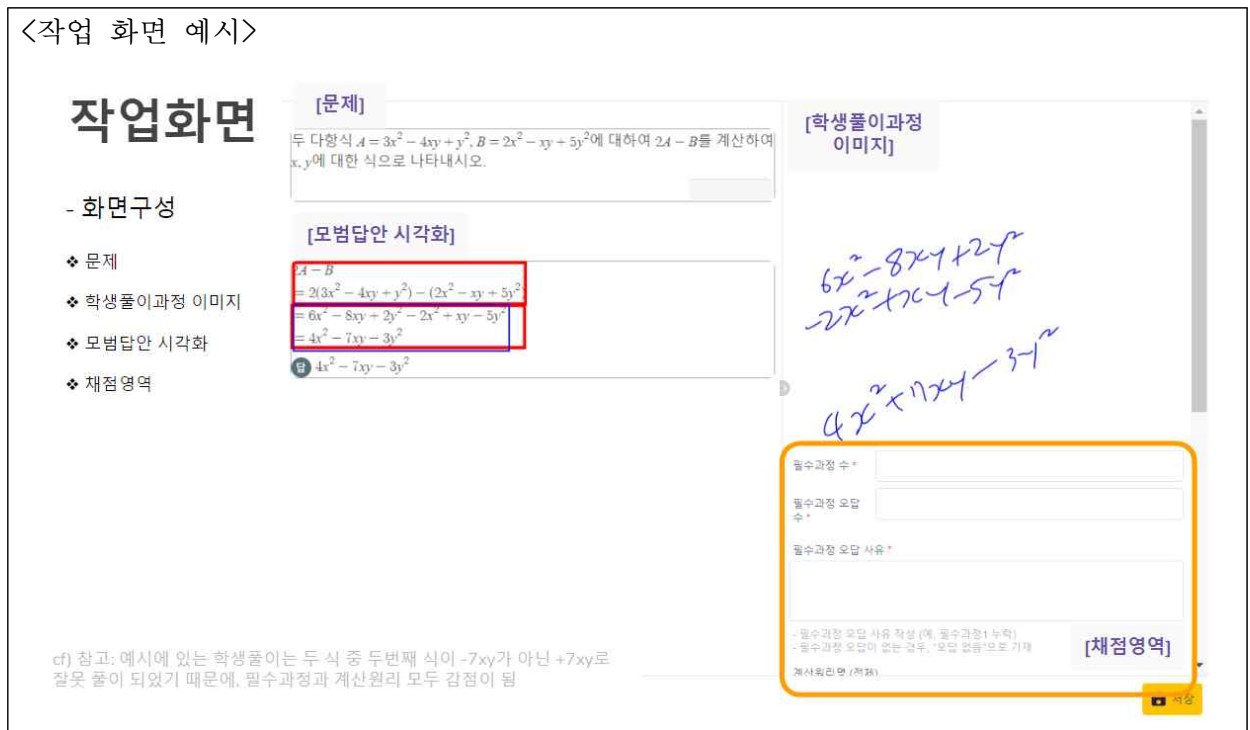 <작업 화면 예시>
작업화면
- 화면구성
❖ 문제
❖ 학생풀이과정 이미지
❖ 모범답안 시각화
❖ 채점영역
[문제]
두 다항식 A = 3x² − 4xy + y², B = 2x² − xy + 5y²에 대하여 2A − B를 계산하여
x, y에 대한 식으로 나타내시오.
[모범답안 시각화]
2A − B
= 2(3x² − 4xy + y²) − (2x² − xy + 5y²
= 6x² − 8xy + 2y² − 2x² + xy − 5y²
= 4x² − 7xy − 3y²
답 4x² − 7xy − 3y²
[학생풀이과정
이미지]
6x² − 8xy + 2y²
−2x² + xy − 5y²
4x² + 7xy − 3y²
필수과정 수 *
필수과정 오답
수 *
필수과정 오답 사유 *
- 필수과정 오답 사유 작성 (예, 필수과정1 누락)
- 필수과정 오답이 없는 경우, "오답 없음"으로 기재
계산원리명 (전체)
[채점영역]
저장
cf) 참고: 예시에 있는 학생풀이는 두 식 중 두번째 식이 -7xy가 아닌 +7xy로
잘못 풀이 되었기 때문에, 필수과정과 계산원리 모두 감점이 됨